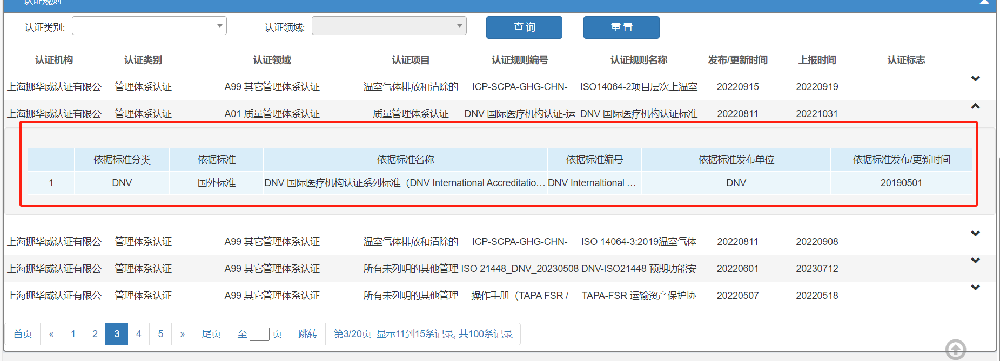 认证规则
认证类别: 认证领域: 查询 重置
认证机构 认证类别 认证领域 认证项目 认证规则编号 认证规则名称 发布/更新时间 上报时间 认证标志
上海挪华威认证有限公 管理体系认证 A99 其它管理体系认证 温室气体排放和清除的 ICP-SCPA-GHG-CHN- ISO14064-2项目层次上温室 20220915 20220919
上海挪华威认证有限公 管理体系认证 A01 质量管理体系认证 质量管理体系认证 DNV 国际医疗机构认证-运 DNV 国际医疗机构认证标准 20220811 20221031
依据标准分类 依据标准 依据标准名称 依据标准编号 依据标准发布单位 依据标准发布/更新时间
1 DNV 国外标准 DNV 国际医疗机构认证系列标准（DNV International Accreditatio... DNV Internaltional ... DNV 20190501
上海挪华威认证有限公 管理体系认证 A99 其它管理体系认证 温室气体排放和清除的 ICP-SCPA-GHG-CHN- ISO 14064-3:2019温室气体 20220811 20220908
上海挪华威认证有限公 管理体系认证 A99 其它管理体系认证 所有未列明的其他管理 ISO 21448_DNV_20230508 DNV-ISO21448 预期功能安 20220601 20230712
上海挪华威认证有限公 管理体系认证 A99 其它管理体系认证 所有未列明的其他管理 操作手册（TAPA FSR / TAPA-FSR 运输资产保护协 20220507 20220518
首页 « 1 2 3 4 5 » 尾页 至 页 跳转 第3/20页 显示11到15条记录, 共100条记录